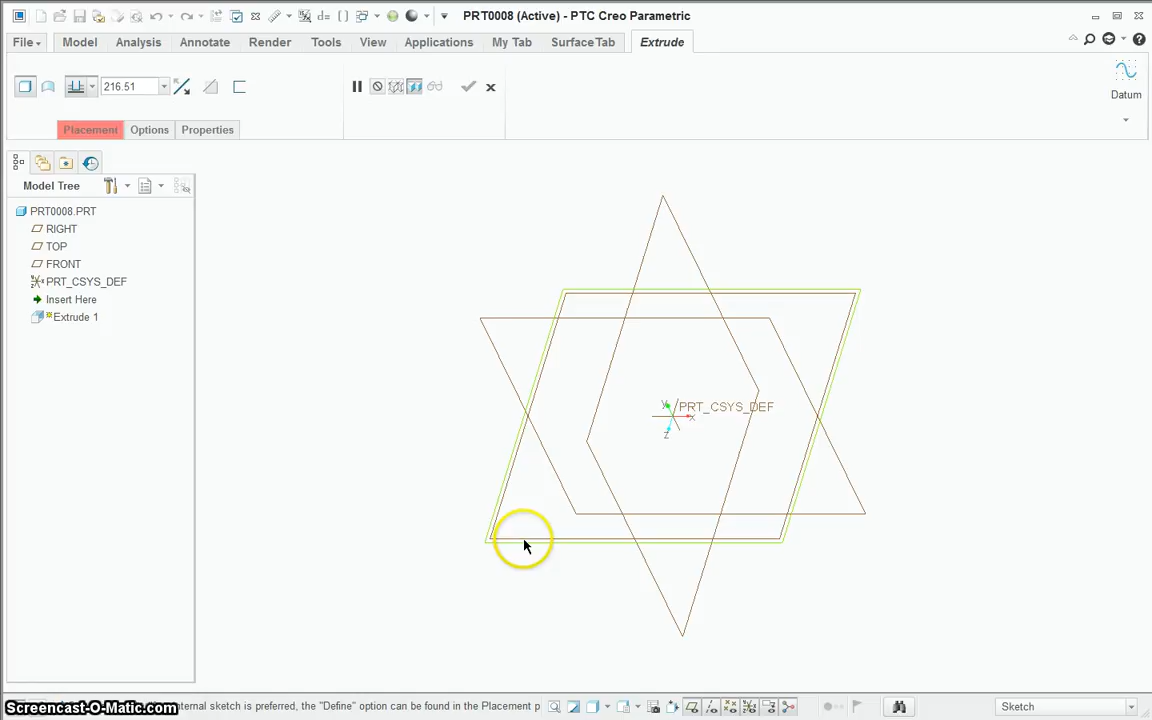 PRT0008 (Active) - PTC Creo Parametric
File Model Analysis Annotate Render Tools View Applications My Tab SurfaceTab Extrude
216.51
Datum
Placement Options Properties
Model Tree
PRT0008.PRT
RIGHT
TOP
FRONT
PRT_CSYS_DEF
Insert Here
Extrude 1
Y PRT_CSYS_DEF
X
Z
Screencast-O-Matic.com ternal sketch is preferred, the "Define" option can be found in the Placement p
Sketch